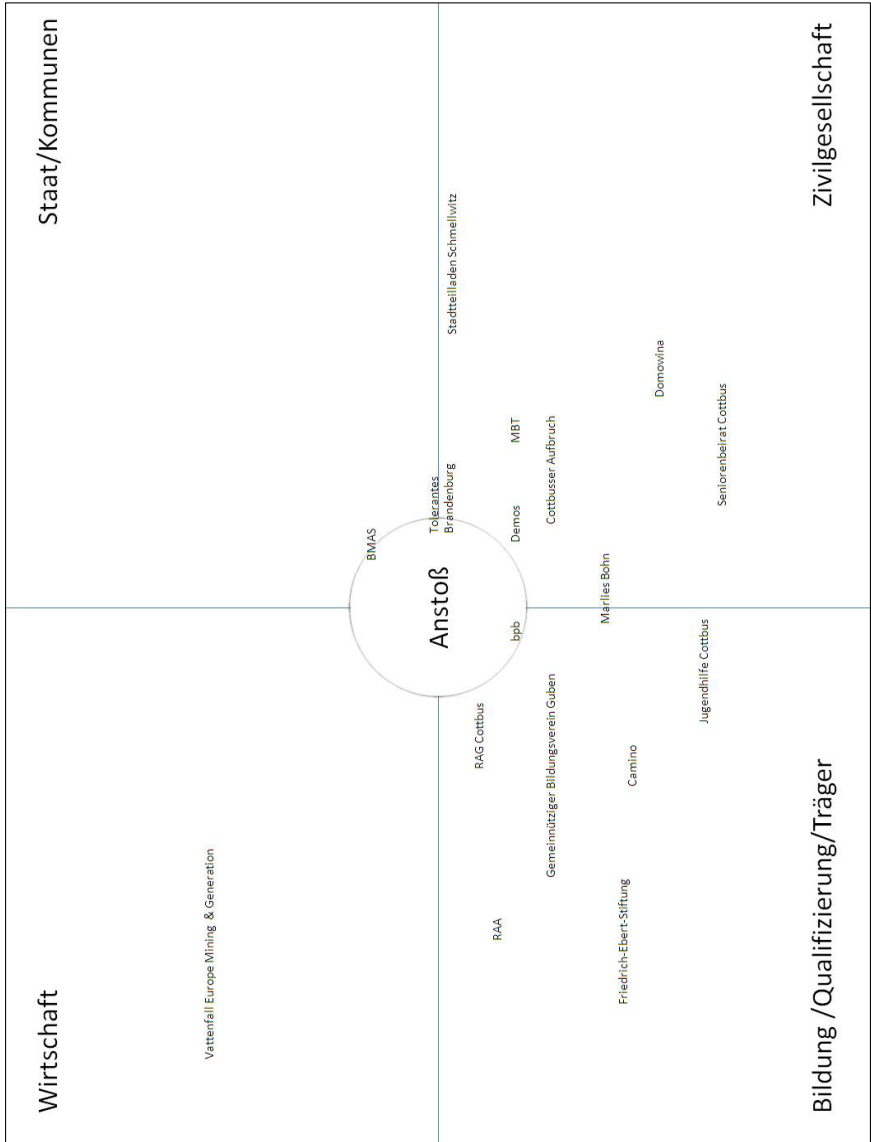 Wirtschaft
Staat/Kommunen
Vattenfall Europe Mining & Generation
BMAS
Anstoß
Tolerantes
Brandenburg
Stadtteilladen Schmellwitz
RAG Cottbus
RAA
bpb
Demos
MBT
Gemeinnütziger Bildungsverein Guben
Cottbusser Aufbruch
Marlies Bohn
Friedrich-Ebert-Stiftung
Camino
Domowina
Jugendhilfe Cottbus
Seniorenbeirat Cottbus
Bildung /Qualifizierung/Träger
Zivilgesellschaft